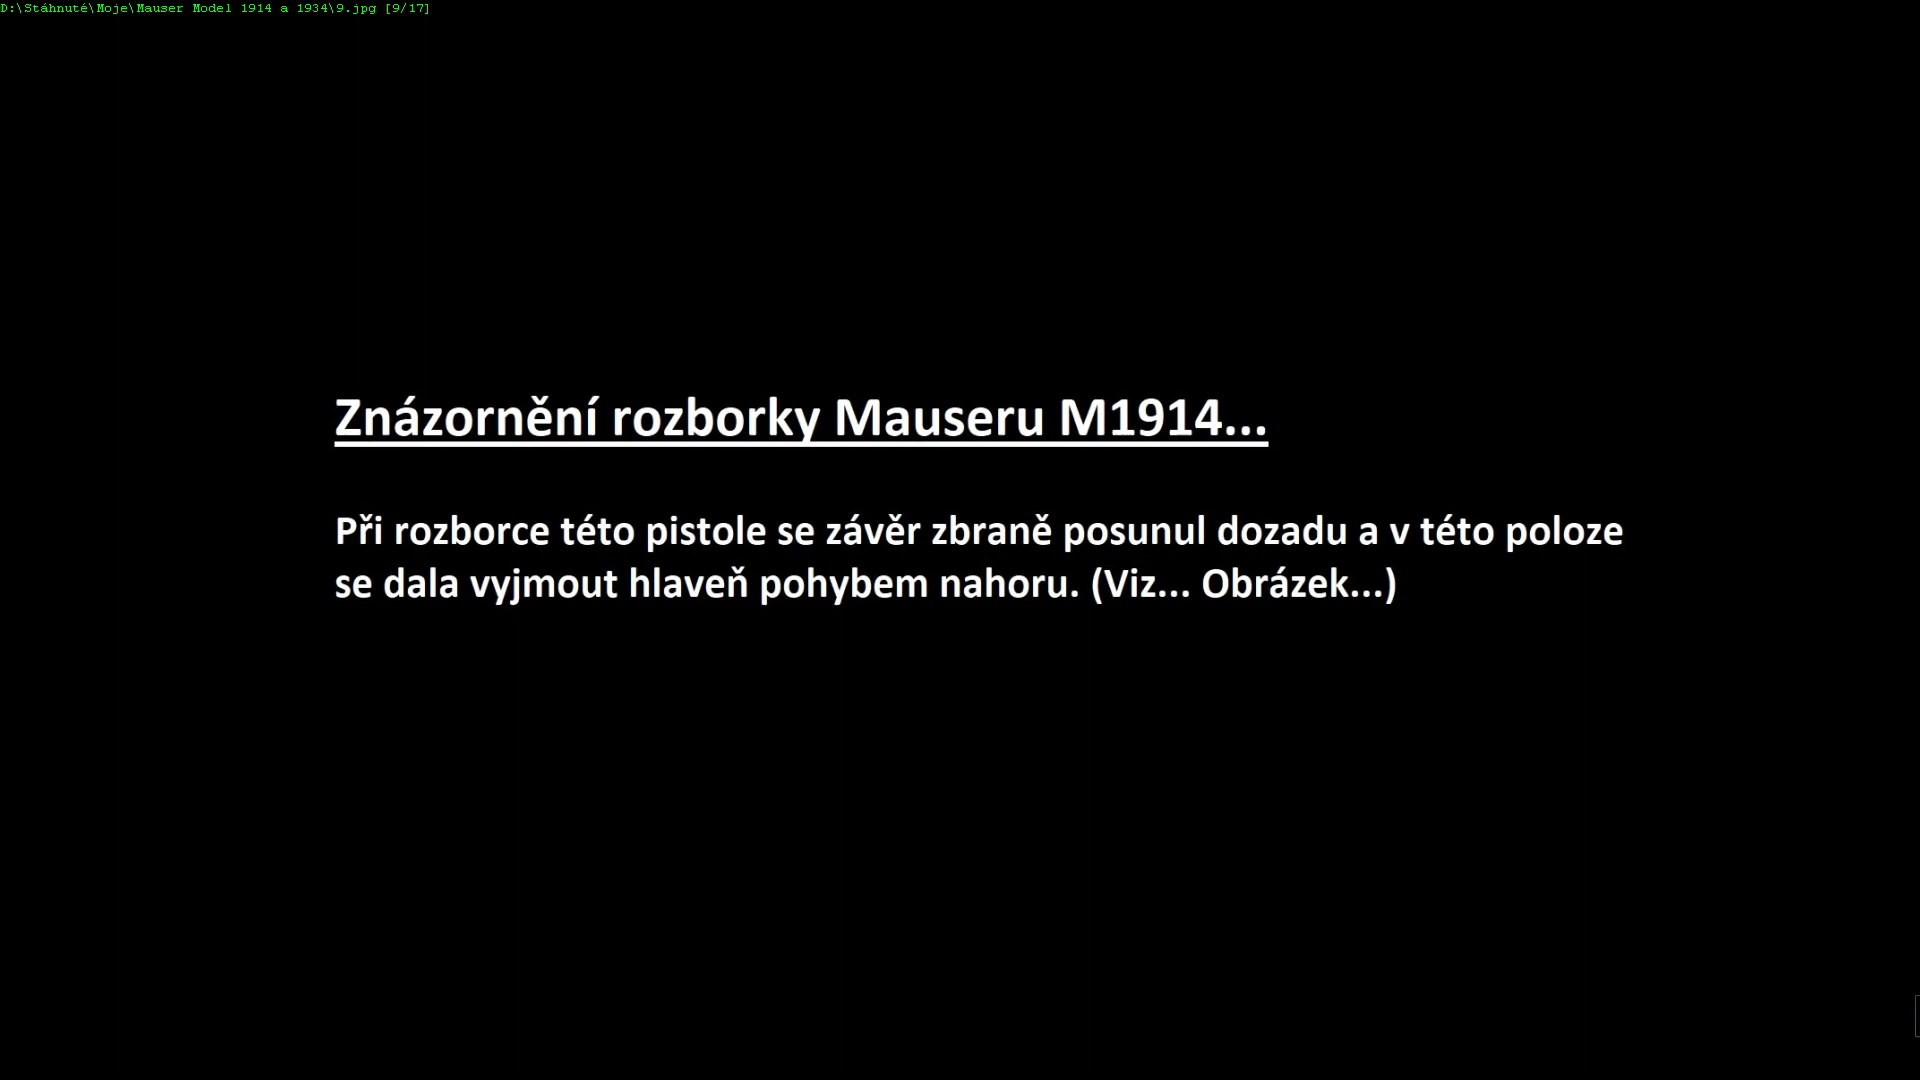 D:\Stáhnuté\Moje\Mauser Model 1914 a 1934\9.jpg [9/17]
Znázornění rozborky Mauseru M1914...
Při rozborce této pistole se závěr zbraně posunul dozadu a v této poloze
se dala vyjmout hlaveň pohybem nahoru. (Viz... Obrázek...)